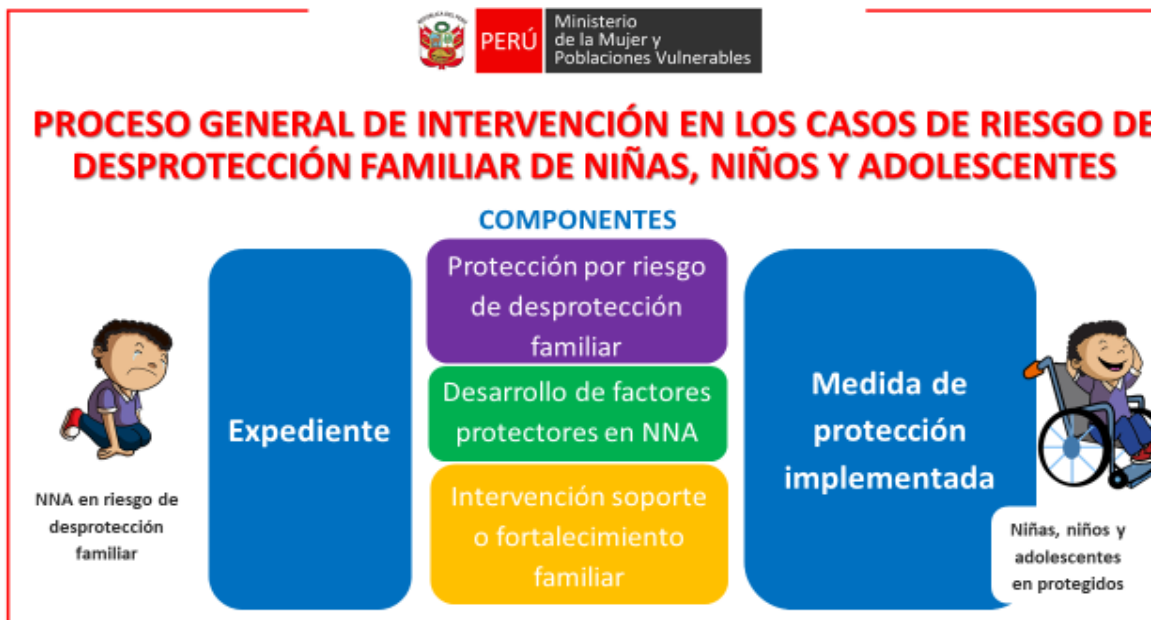 PERÚ
Ministerio
de la Mujer y
Poblaciones Vulnerables
PROCESO GENERAL DE INTERVENCIÓN EN LOS CASOS DE RIESGO DE
DESPROTECCIÓN FAMILIAR DE NIÑAS, NIÑOS Y ADOLESCENTES
COMPONENTES
NNA en riesgo de
desprotección
familiar
Expediente
Protección por riesgo
de desprotección
familiar
Desarrollo de factores
protectores en NNA
Intervención soporte
o fortalecimiento
familiar
Medida de
protección
implementada
Niñas, niños y
adolescentes
en protegidos